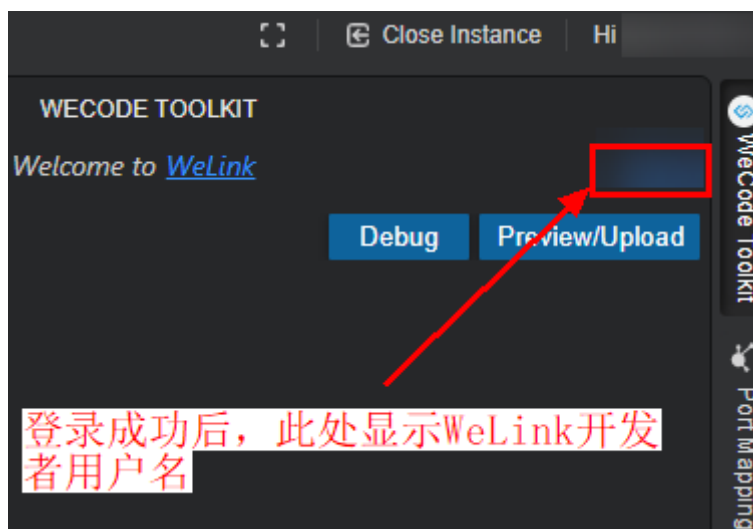 Close Instance
Hi
WECODE TOOLKIT
Welcome to WeLink
Debug
Preview/Upload
登录成功后，此处显示WeLink开发
者用户名
WeCode Toolkit
Port Mapping